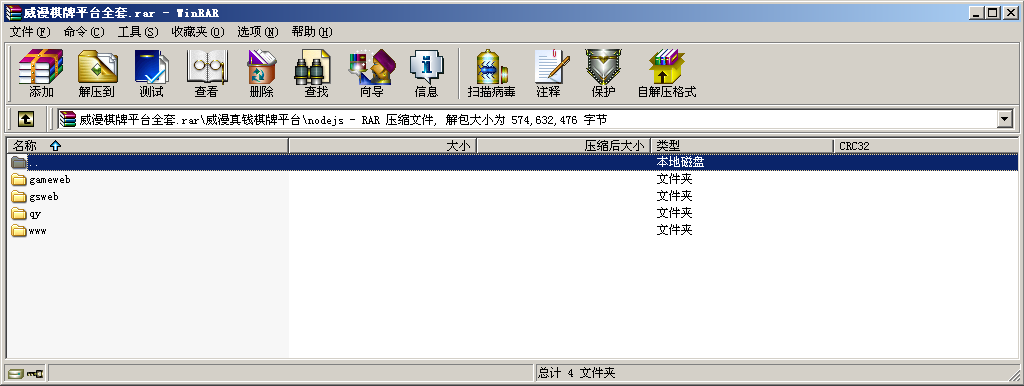 威漫棋牌平台全套.rar - WinRAR
文件(F) 命令(C) 工具(S) 收藏夹(O) 选项(N) 帮助(H)
添加 解压到 测试 查看 删除 查找 向导 信息 扫描病毒 注释 保护 自解压格式
威漫棋牌平台全套.rar\威漫真钱棋牌平台\nodejs - RAR 压缩文件, 解包大小为 574,632,476 字节
名称 大小 压缩后大小 类型 CRC32
.. 本地磁盘
gameweb 文件夹
gsweb 文件夹
qy 文件夹
www 文件夹
总计 4 文件夹